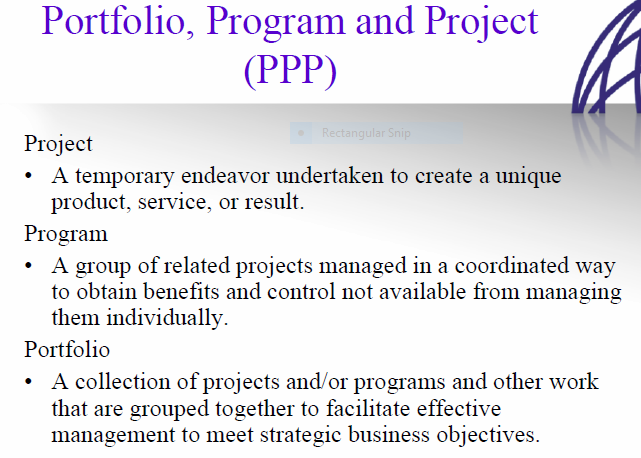 Portfolio, Program and Project
(PPP)
Rectangular Snip
Project
• A temporary endeavor undertaken to create a unique
product, service, or result.
Program
• A group of related projects managed in a coordinated way
to obtain benefits and control not available from managing
them individually.
Portfolio
• A collection of projects and/or programs and other work
that are grouped together to facilitate effective
management to meet strategic business objectives.